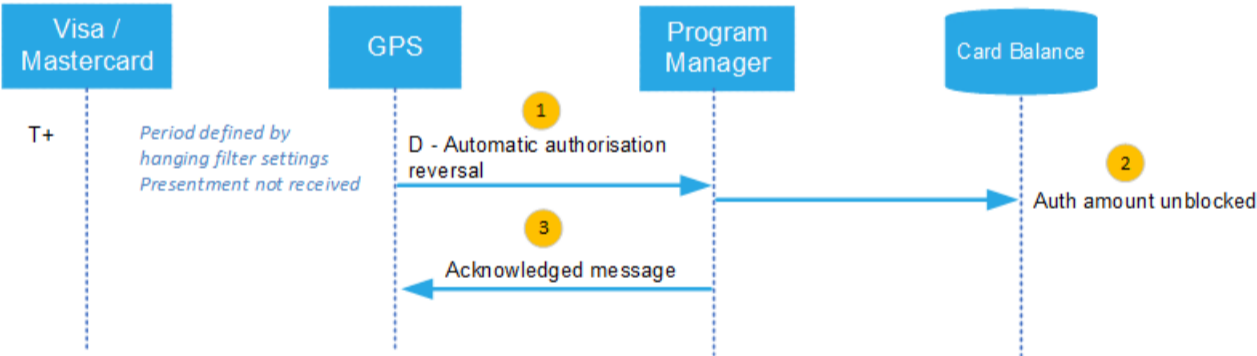 Visa /
Mastercard
GPS
Program
Manager
Card Balance
T+
Period defined by
hanging filter settings
Presentment not received
1
D - Automatic authorisation
reversal
2
Auth amount unblocked
3
Acknowledged message